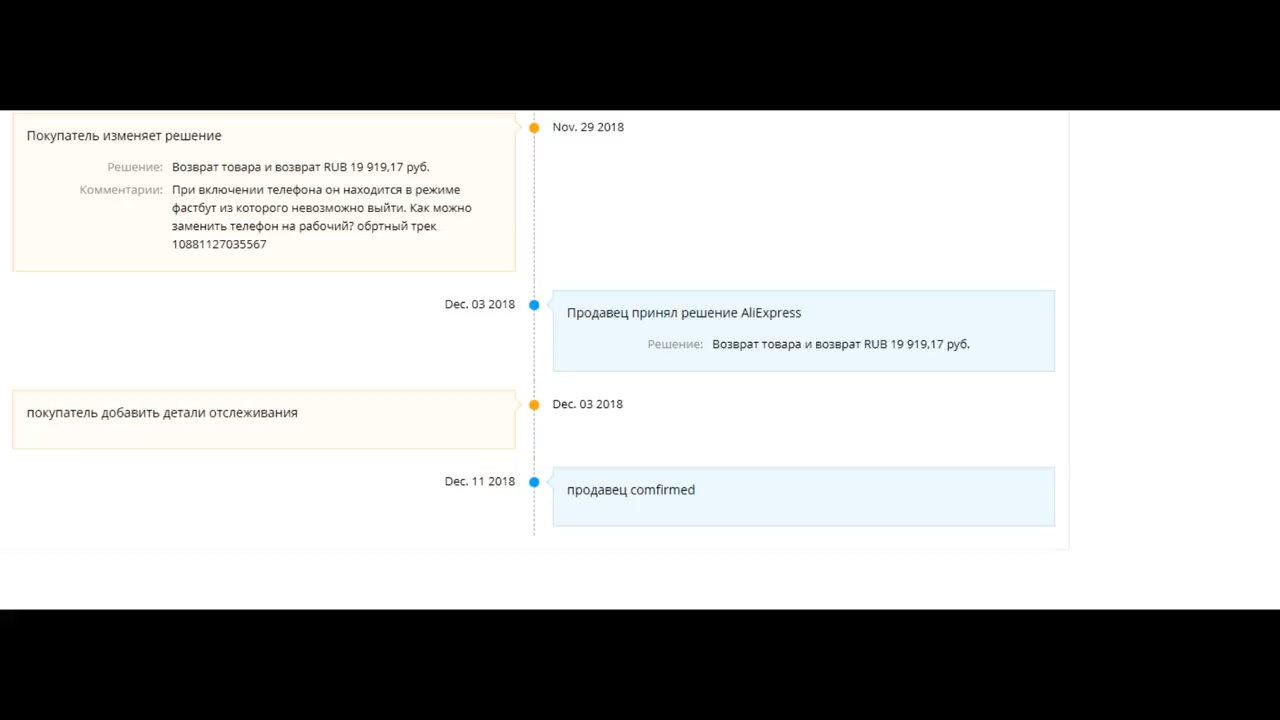 Покупатель изменяет решение
Nov. 29 2018
Решение: Возврат товара и возврат RUB 19 919,17 руб.
Комментарии: При включении телефона он находится в режиме
фастбут из которого невозможно выйти. Как можно
заменить телефон на рабочий? обртный трек
10881127035567
Dec. 03 2018
Продавец принял решение AliExpress
Решение: Возврат товара и возврат RUB 19 919,17 руб.
покупатель добавить детали отслеживания
Dec. 03 2018
Dec. 11 2018
продавец comfirmed